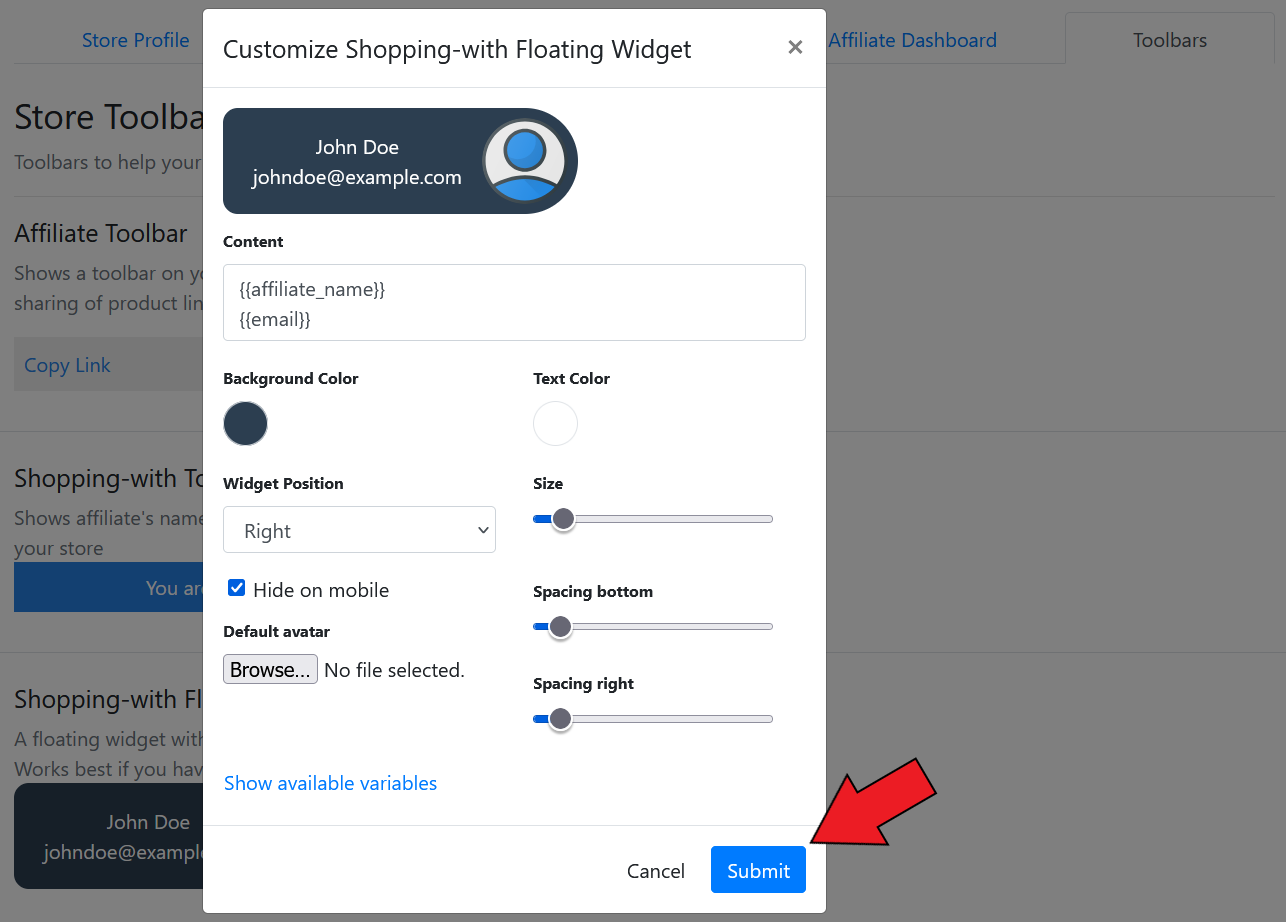 Store Profile
Affiliate Dashboard
Toolbars
Store Toolba
Toolbars to help your
Affiliate Toolbar
Shows a toolbar on yo
sharing of product lin
Copy Link
Shopping-with To
Shows affiliate's name
your store
You are
Shopping-with Fl
A floating widget with
Works best if you hav
John Doe
johndoe@example
Customize Shopping-with Floating Widget
×
John Doe
johndoe@example.com
Content
{{affiliate_name}}
{{email}}
Background Color
Text Color
Widget Position
Size
Right
Hide on mobile
Spacing bottom
Default avatar
Browse... No file selected.
Spacing right
Show available variables
Cancel
Submit